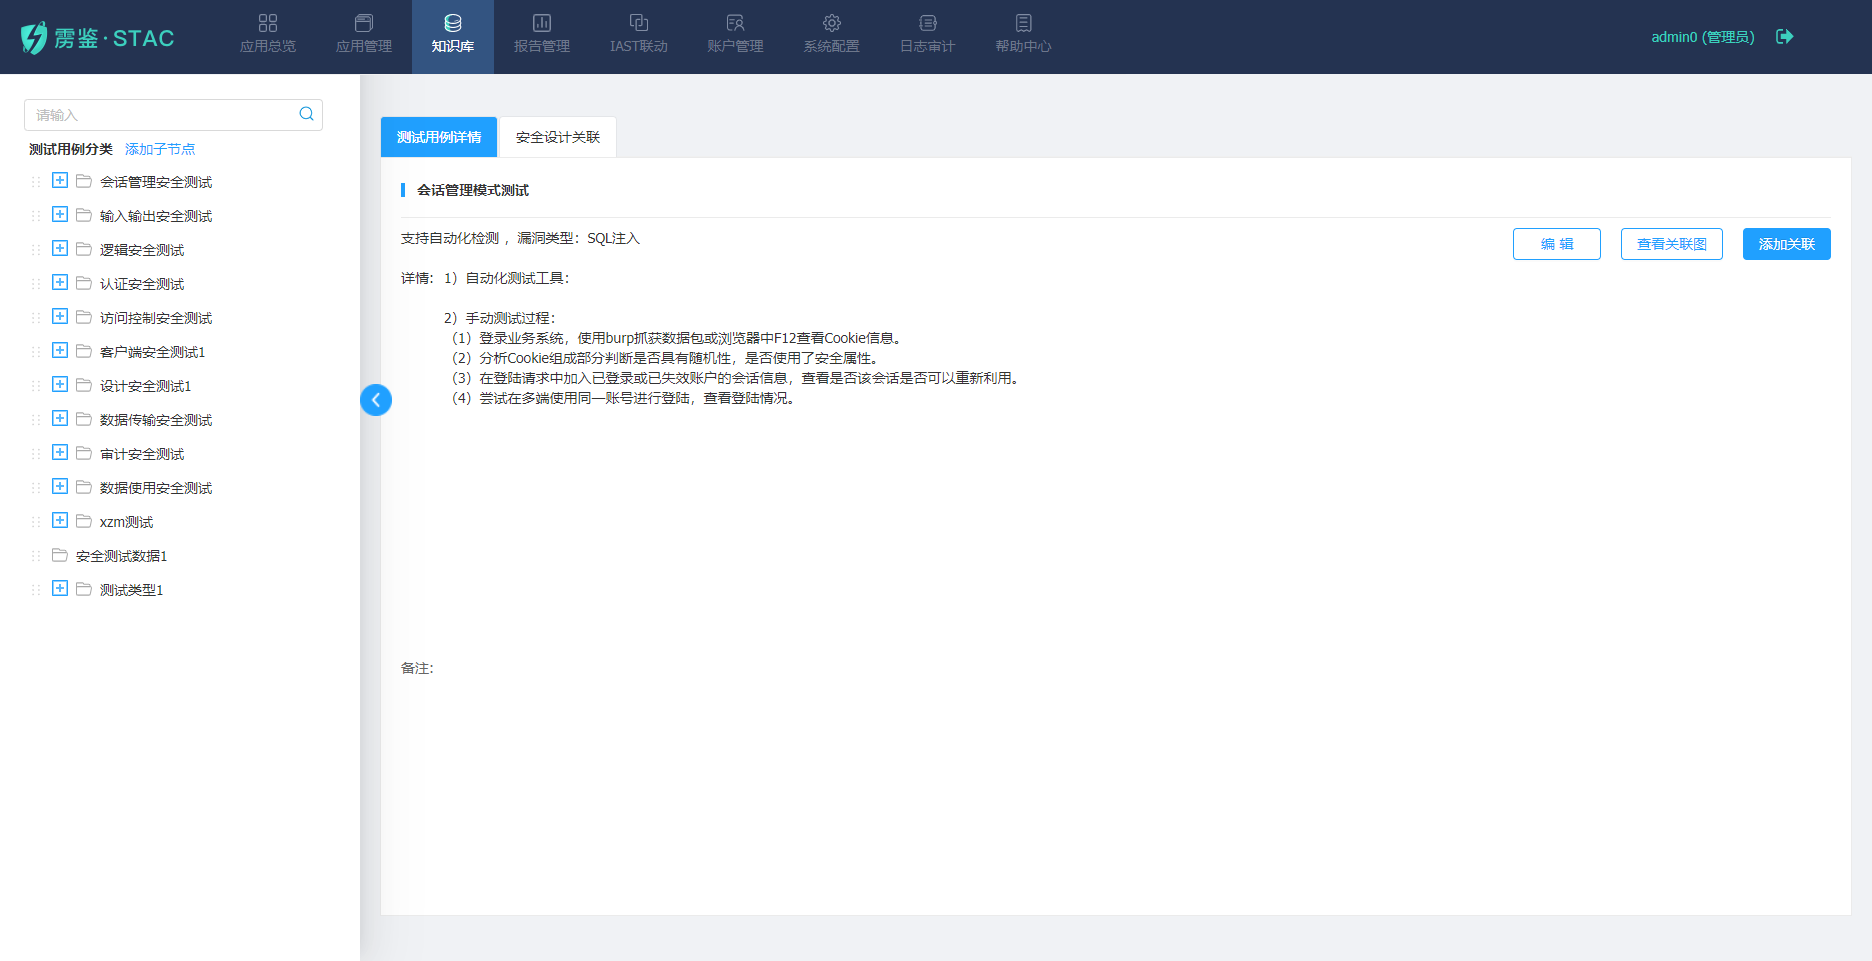 雳鉴·STAC
应用总览
应用管理
知识库
报告管理
IAST联动
账户管理
系统配置
日志审计
帮助中心
admin0 (管理员)
请输入
测试用例分类 添加子节点
会话管理安全测试
输入输出安全测试
逻辑安全测试
认证安全测试
访问控制安全测试
客户端安全测试1
设计安全测试1
数据传输安全测试
审计安全测试
数据使用安全测试
xzm测试
安全测试数据1
测试类型1
测试用例详情
安全设计关联
会话管理模式测试
支持自动化检测 ，漏洞类型：SQL注入
编 辑
查看关联图
添加关联
详情：1）自动化测试工具：
2）手动测试过程：
（1）登录业务系统，使用burp抓获数据包或浏览器中F12查看Cookie信息。
（2）分析Cookie组成部分判断是否具有随机性，是否使用了安全属性。
（3）在登陆请求中加入已登录或已失效账户的会话信息，查看是否该会话是否可以重新利用。
（4）尝试在多端使用同一账号进行登陆，查看登陆情况。
备注：